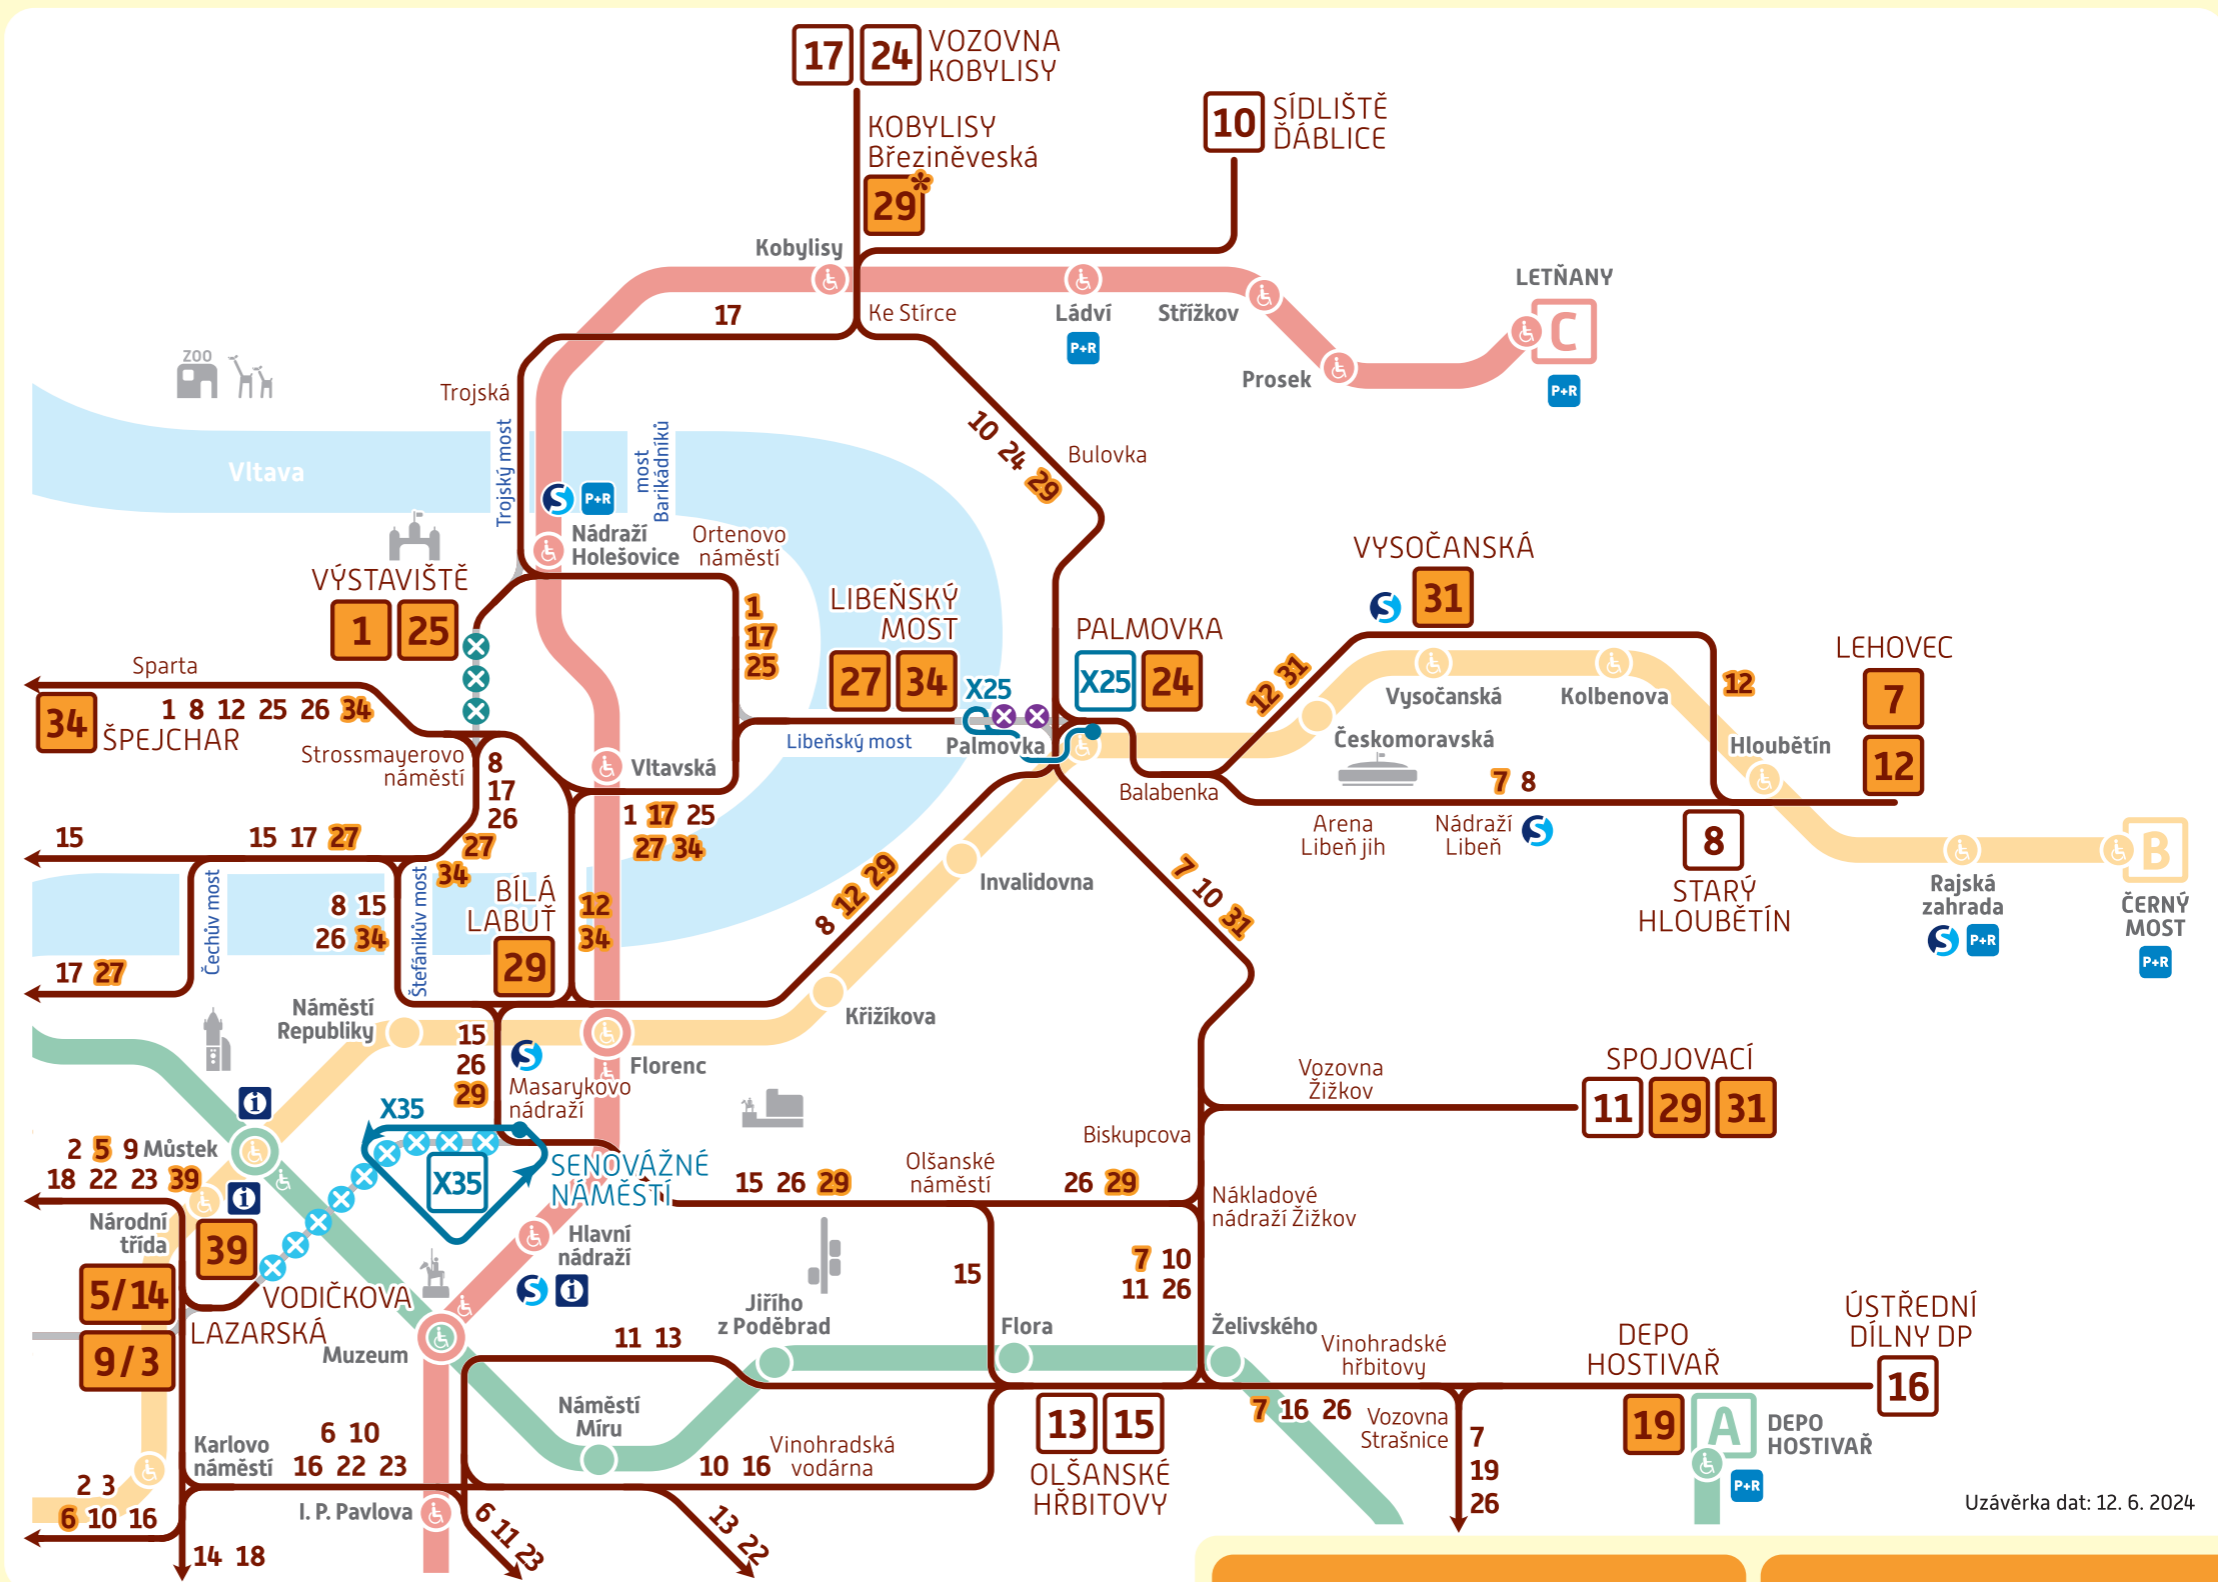 17 24 VOZOVNA
KOBYLISY
KOBYLISY
Březiněveská
29*
10 SÍDLIŠTĚ
ĎÁBLICE
Kobylisy
17
Ke Stírce
Ládví
P+R
Střížkov
Prosek
LETŇANY
C
P+R
ZOO
Trojská
Trojský most
most
Barikádníků
Vltava
10 24 29
Bulovka
S P+R
Nádraží
Holešovice
Ortenovo
náměstí
VÝSTAVIŠTĚ
1 25
1
17
25
LIBEŇSKÝ
MOST
27 34
X25
PALMOVKA
X25 24
Libeňský most
Palmovka
VYSOČANSKÁ
S 31
12 31
Vysočanská
Kolbenova
12
LEHOVEC
7
12
Českomoravská
Hloubětín
Balabenka
7 8
Arena
Libeň jih
Nádraží
Libeň
S
8
STARÝ
HLOUBĚTÍN
Rajská
zahrada
S P+R
B
ČERNÝ
MOST
P+R
Sparta
1 8 12 25 26 34
34 ŠPEJCHAR
Strossmayerovo
náměstí
8
17
26
27
34
Vltavská
1 17 25
27 34
15
15 17 27
Čechův most
8 15
26 34
Štefánikův most
17 27
BÍLÁ
LABUŤ
29
12
34
8 12 29
Invalidovna
Křižíkova
7 10 31
Náměstí
Republiky
15
26
29
S
Masarykovo
nádraží
Florenc
Vozovna
Žižkov
SPOJOVACÍ
11 29 31
Biskupcova
i
Můstek
2 5 9
18 22 23 39
i
Národní
třída
39
X35
X35
SENOVÁŽNÉ
NÁMĚSTÍ
15 26 29
Olšanské
náměstí
26 29
Nákladové
nádraží Žižkov
Hlavní
nádraží
S i
5/14
VODIČKOVA
LAZARSKÁ
9/3
Muzeum
15
7 10
11 26
Jiřího
z Poděbrad
Flora
Želivského
Vinohradské
hřbitovy
11 13
Náměstí
Míru
DEPO
HOSTIVAŘ
19
A
DEPO
HOSTIVAŘ
P+R
ÚSTŘEDNÍ
DÍLNY DP
16
13 15
OLŠANSKÉ
HŘBITOVY
7 16 26
Vozovna
Strašnice
7
19
26
Karlovo
náměstí
6 10
16 22 23
10 16
Vinohradská
vodárna
2 3
6 10 16
I. P. Pavlova
14 18
6 11 23
13 22
Uzávěrka dat: 12. 6. 2024